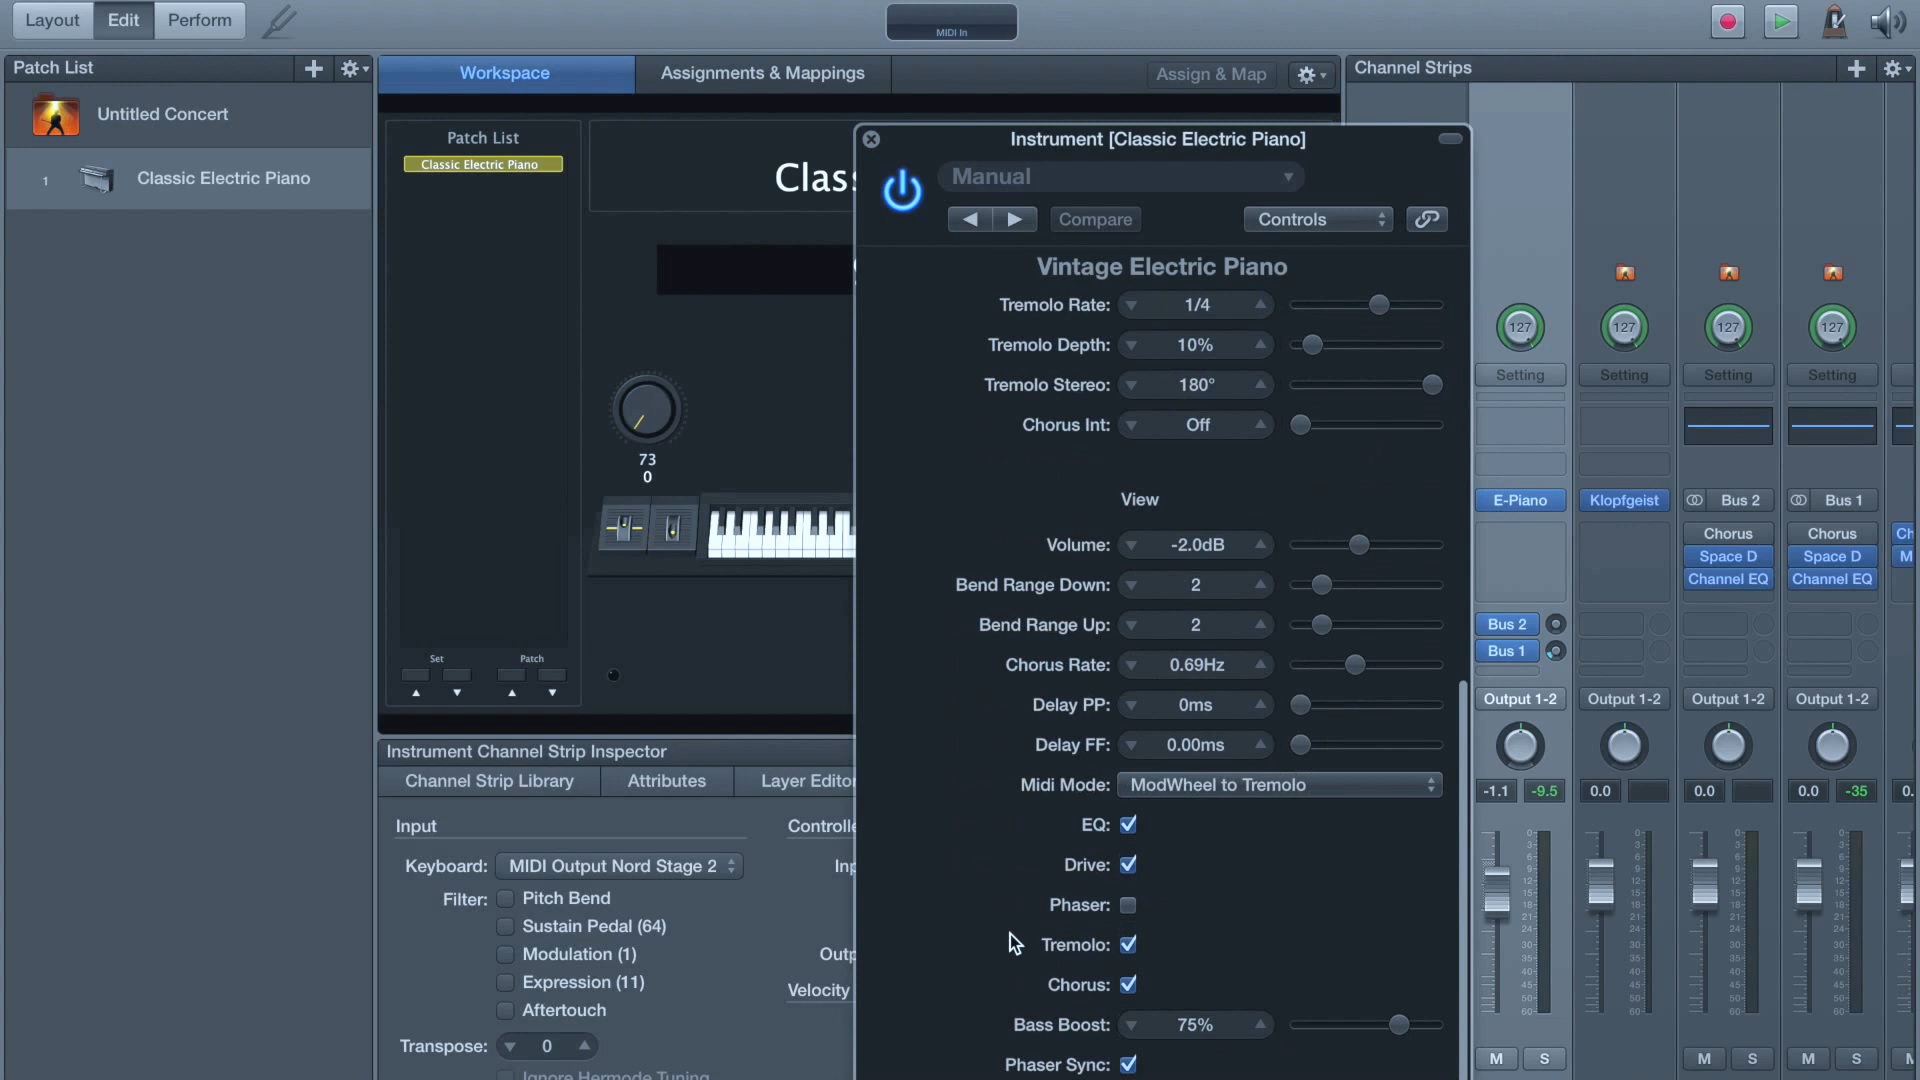 Layout Edit Perform
MIDI In
Patch List
Workspace Assignments & Mappings Assign & Map
Channel Strips
Untitled Concert
1 Classic Electric Piano
Patch List
Classic Electric Piano
Clas
73
0
Set Patch
Instrument [Classic Electric Piano]
Manual
Compare Controls
Vintage Electric Piano
Tremolo Rate: 1/4
Tremolo Depth: 10%
Tremolo Stereo: 180°
Chorus Int: Off
View
Volume: -2.0dB
Bend Range Down: 2
Bend Range Up: 2
Chorus Rate: 0.69Hz
Delay PP: 0ms
Delay FF: 0.00ms
Midi Mode: ModWheel to Tremolo
EQ:
Drive:
Phaser:
Tremolo:
Chorus:
Bass Boost: 75%
Phaser Sync:
127 127 127 127
Setting Setting Setting Setting
E-Piano Klopfgeist Bus 2 Bus 1
Chorus Chorus Ch
Space D Space D M
Channel EQ Channel EQ
Bus 2
Bus 1
Output 1-2 Output 1-2 Output 1-2 Output 1-2
-1.1 -9.5 0.0 0.0 0.0 -35 0.
M S M S M S M
Instrument Channel Strip Inspector
Channel Strip Library Attributes Layer Editor
Input Controlle
Keyboard: MIDI Output Nord Stage 2 Inp
Filter: Pitch Bend
Sustain Pedal (64)
Modulation (1) Outp
Expression (11)
Velocity
Aftertouch
Transpose: 0
Ignore Hermode Tuning